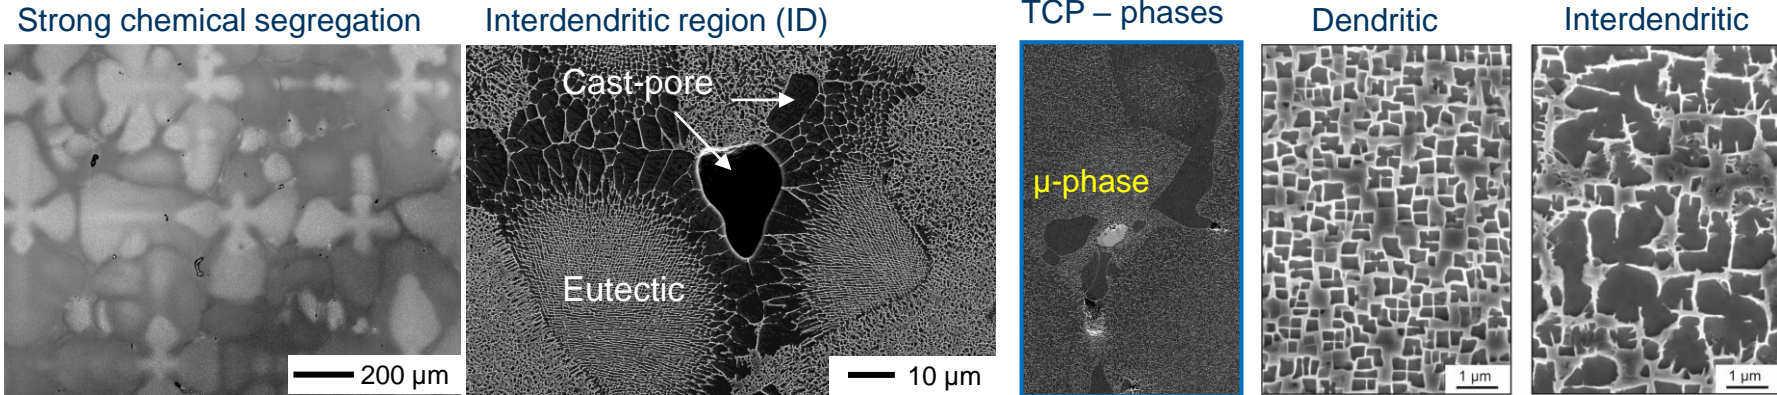 Strong chemical segregation
Interdendritic region (ID)
TCP – phases
Dendritic
Interdendritic
Cast-pore
Eutectic
µ-phase
200 µm
10 µm
1 µm
1 µm